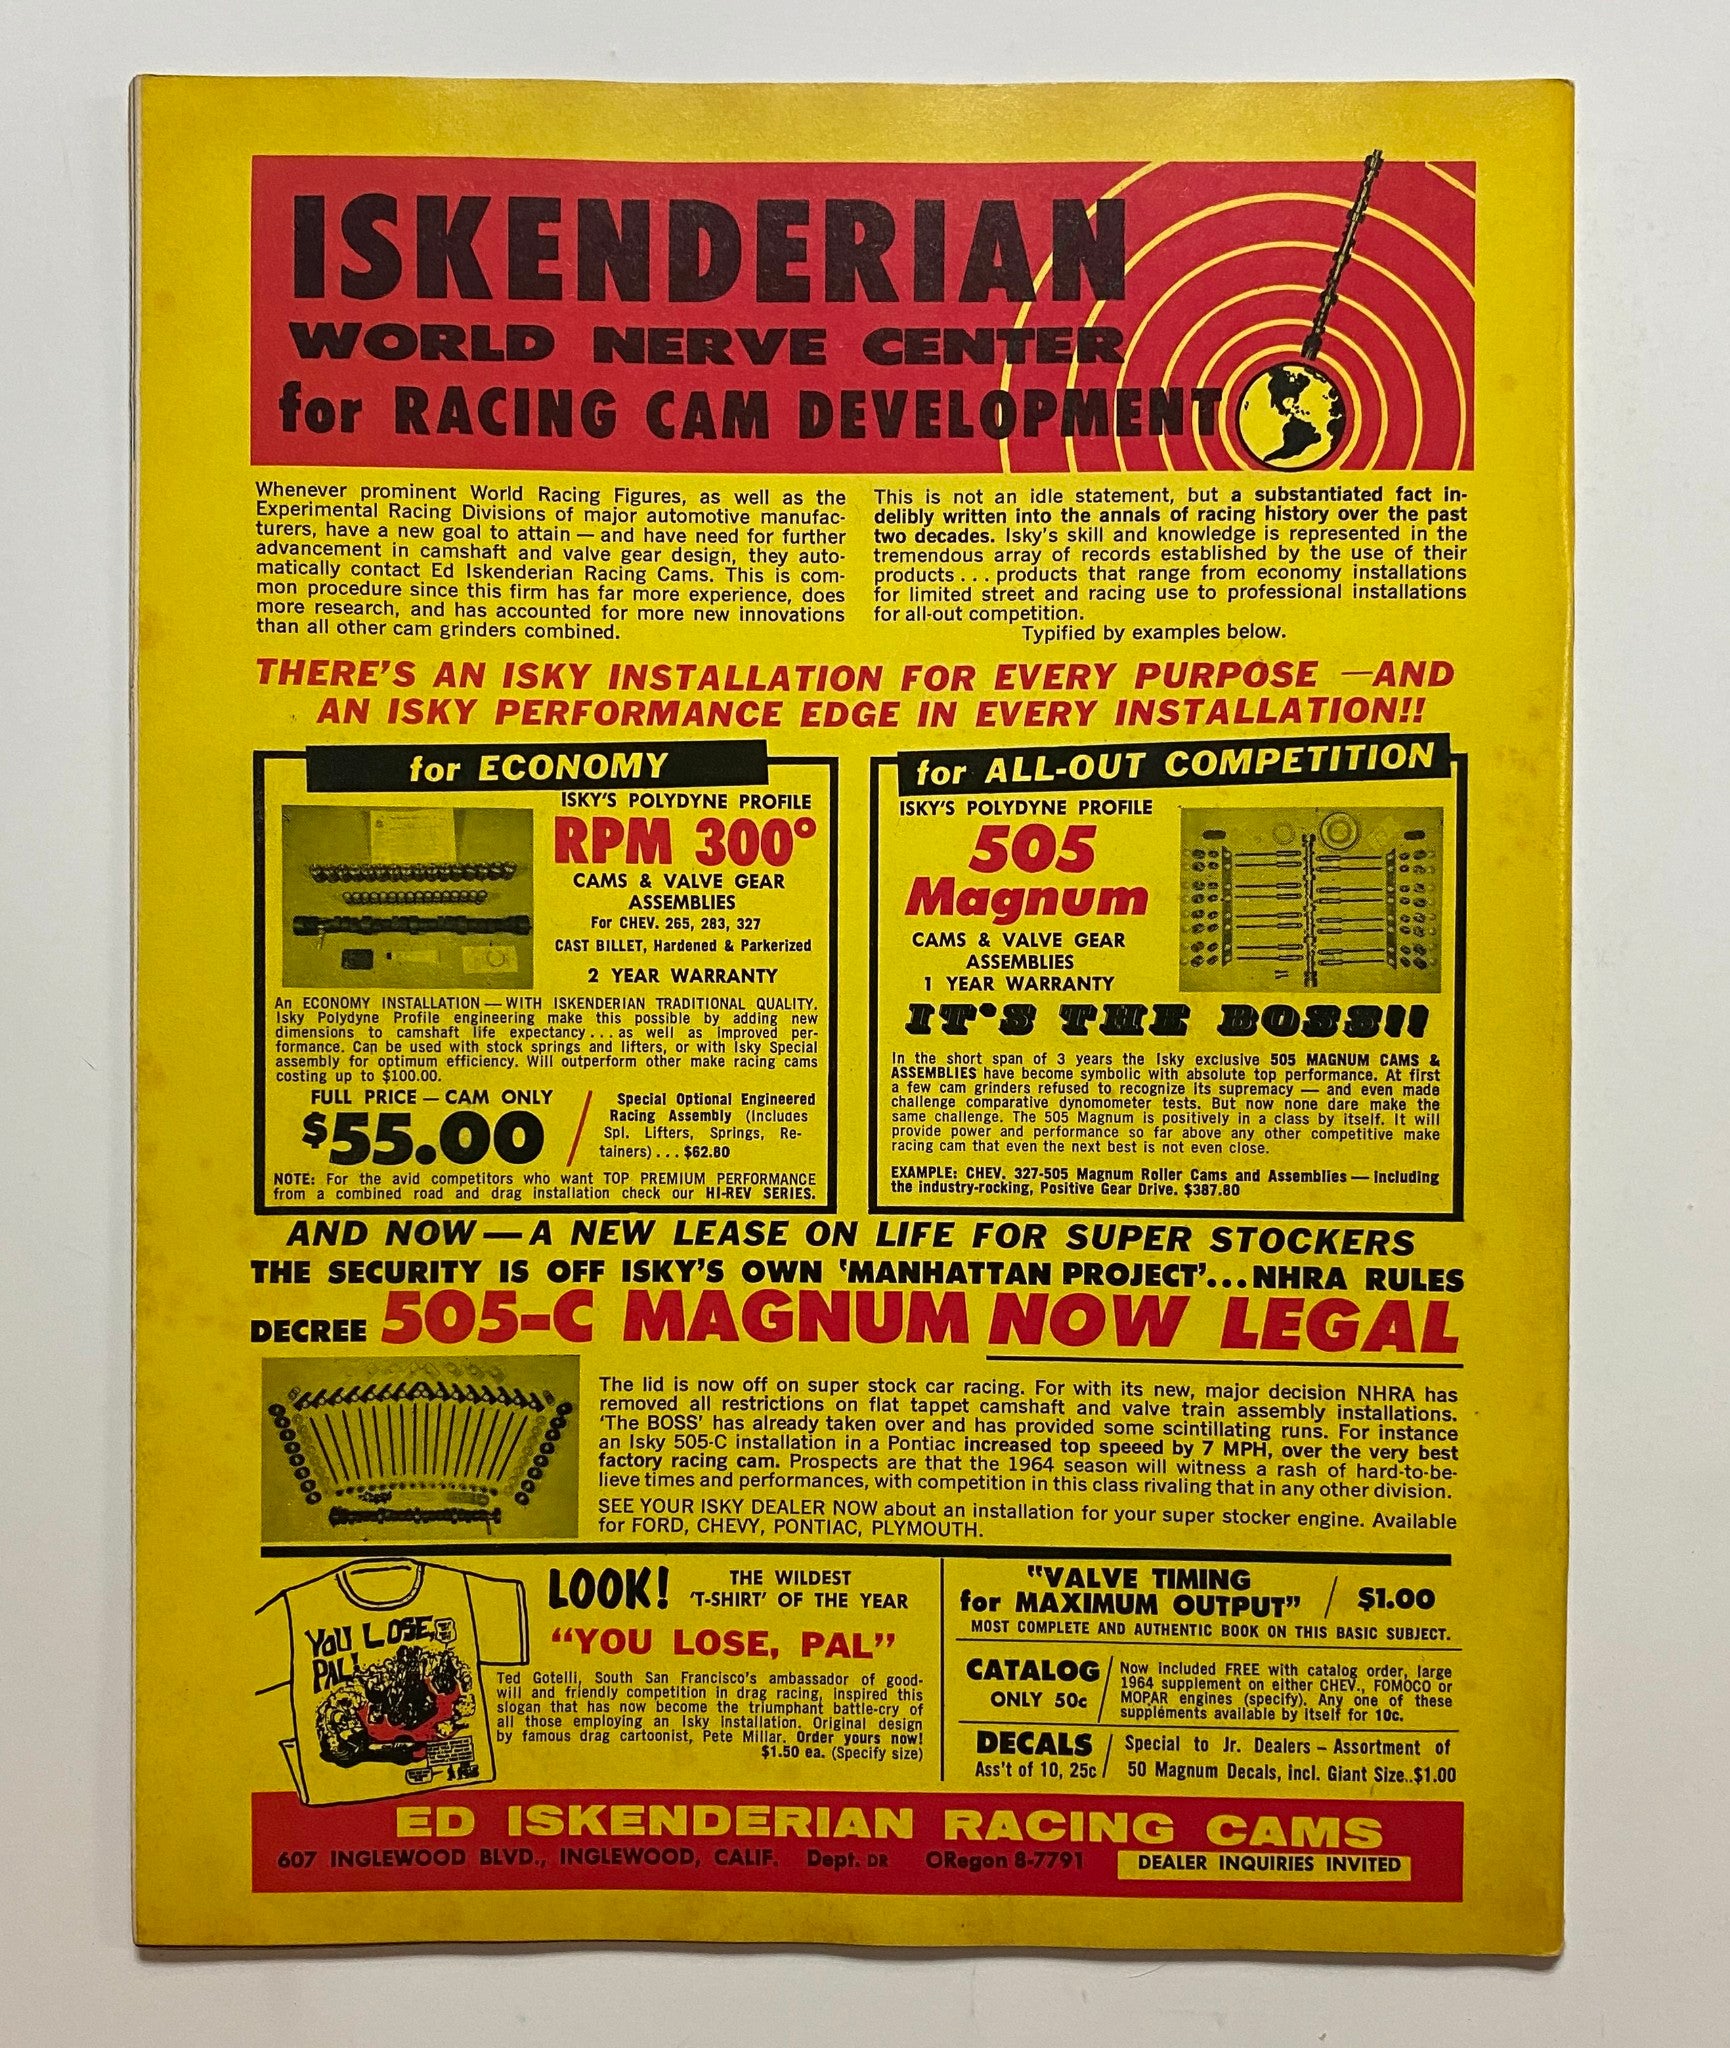 ISKENDERIAN
WORLD NERVE CENTER
for RACING CAM DEVELOPMENT
Whenever prominent World Racing Figures, as well as the
Experimental Racing Divisions of major automotive manufac-
turers, have a new goal to attain — and have need for further
advancement in camshaft and valve gear design, they auto-
matically contact Ed Iskenderian Racing Cams. This is com-
mon procedure since this firm has far more experience, does
more research, and has accounted for more new innovations
than all other cam grinders combined.
This is not an idle statement, but a substantiated fact in-
delibly written into the annals of racing history over the past
two decades. Isky's skill and knowledge is represented in the
tremendous array of records established by the use of their
products . . . products that range from economy installations
for limited street and racing use to professional installations
for all-out competition.
Typified by examples below.
THERE'S AN ISKY INSTALLATION FOR EVERY PURPOSE —AND
AN ISKY PERFORMANCE EDGE IN EVERY INSTALLATION!!
for ECONOMY
ISKY'S POLYDYNE PROFILE
RPM 300°
CAMS & VALVE GEAR
ASSEMBLIES
For CHEV. 265, 283, 327
CAST BILLET, Hardened & Parkerized
2 YEAR WARRANTY
An ECONOMY INSTALLATION — WITH ISKENDERIAN TRADITIONAL QUALITY.
Isky Polydyne Profile engineering make this possible by adding new
dimensions to camshaft life expectancy . . . as well as improved per-
formance. Can be used with stock springs and lifters, or with Isky Special
assembly for optimum efficiency. Will outperform other make racing cams
costing up to $100.00.
FULL PRICE — CAM ONLY
$55.00
Special Optional Engineered
Racing Assembly (Includes
Spl. Lifters, Springs, Re-
tainers) . . . $62.80
NOTE: For the avid competitors who want TOP PREMIUM PERFORMANCE
from a combined road and drag installation check our HI-REV SERIES.
for ALL-OUT COMPETITION
ISKY'S POLYDYNE PROFILE
505
Magnum
CAMS & VALVE GEAR
ASSEMBLIES
1 YEAR WARRANTY
IT'S THE BOSS!!
In the short span of 3 years the Isky exclusive 505 MAGNUM CAMS &
ASSEMBLIES have become symbolic with absolute top performance. At first
a few cam grinders refused to recognize its supremacy — and even made
challenge comparative dynomometer tests. But now none dare make the
same challenge. The 505 Magnum is positively in a class by itself. It will
provide power and performance so far above any other competitive make
racing cam that even the next best is not even close.
EXAMPLE: CHEV. 327-505 Magnum Roller Cams and Assemblies — including
the industry-rocking, Positive Gear Drive. $387.80
AND NOW — A NEW LEASE ON LIFE FOR SUPER STOCKERS
THE SECURITY IS OFF ISKY'S OWN 'MANHATTAN PROJECT'...NHRA RULES
DECREE 505-C MAGNUM NOW LEGAL
The lid is now off on super stock car racing. For with its new, major decision NHRA has
removed all restrictions on flat tappet camshaft and valve train assembly installations.
'The BOSS' has already taken over and has provided some scintillating runs. For instance
an Isky 505-C installation in a Pontiac increased top speeed by 7 MPH, over the very best
factory racing cam. Prospects are that the 1964 season will witness a rash of hard-to-be-
lieve times and performances, with competition in this class rivaling that in any other division.
SEE YOUR ISKY DEALER NOW about an installation for your super stocker engine. Available
for FORD, CHEVY, PONTIAC, PLYMOUTH.
YOU LOSE,
PAL!
LOOK! THE WILDEST
'T-SHIRT' OF THE YEAR
"YOU LOSE, PAL"
Ted Gotelli, South San Francisco's ambassador of good-
will and friendly competition in drag racing, inspired this
slogan that has now become the triumphant battle-cry of
all those employing an Isky installation. Original design
by famous drag cartoonist, Pete Millar. Order yours now!
$1.50 ea. (Specify size)
"VALVE TIMING
for MAXIMUM OUTPUT" / $1.00
MOST COMPLETE AND AUTHENTIC BOOK ON THIS BASIC SUBJECT.
CATALOG
ONLY 50c
Now included FREE with catalog order, large
1964 supplement on either CHEV., FOMOCO or
MOPAR engines (specify). Any one of these
supplements available by itself for 10c.
DECALS
Ass't of 10, 25c
Special to Jr. Dealers – Assortment of
50 Magnum Decals, incl. Giant Size..$1.00
ED ISKENDERIAN RACING CAMS
607 INGLEWOOD BLVD., INGLEWOOD, CALIF. Dept. DR ORegon 8-7791 DEALER INQUIRIES INVITED